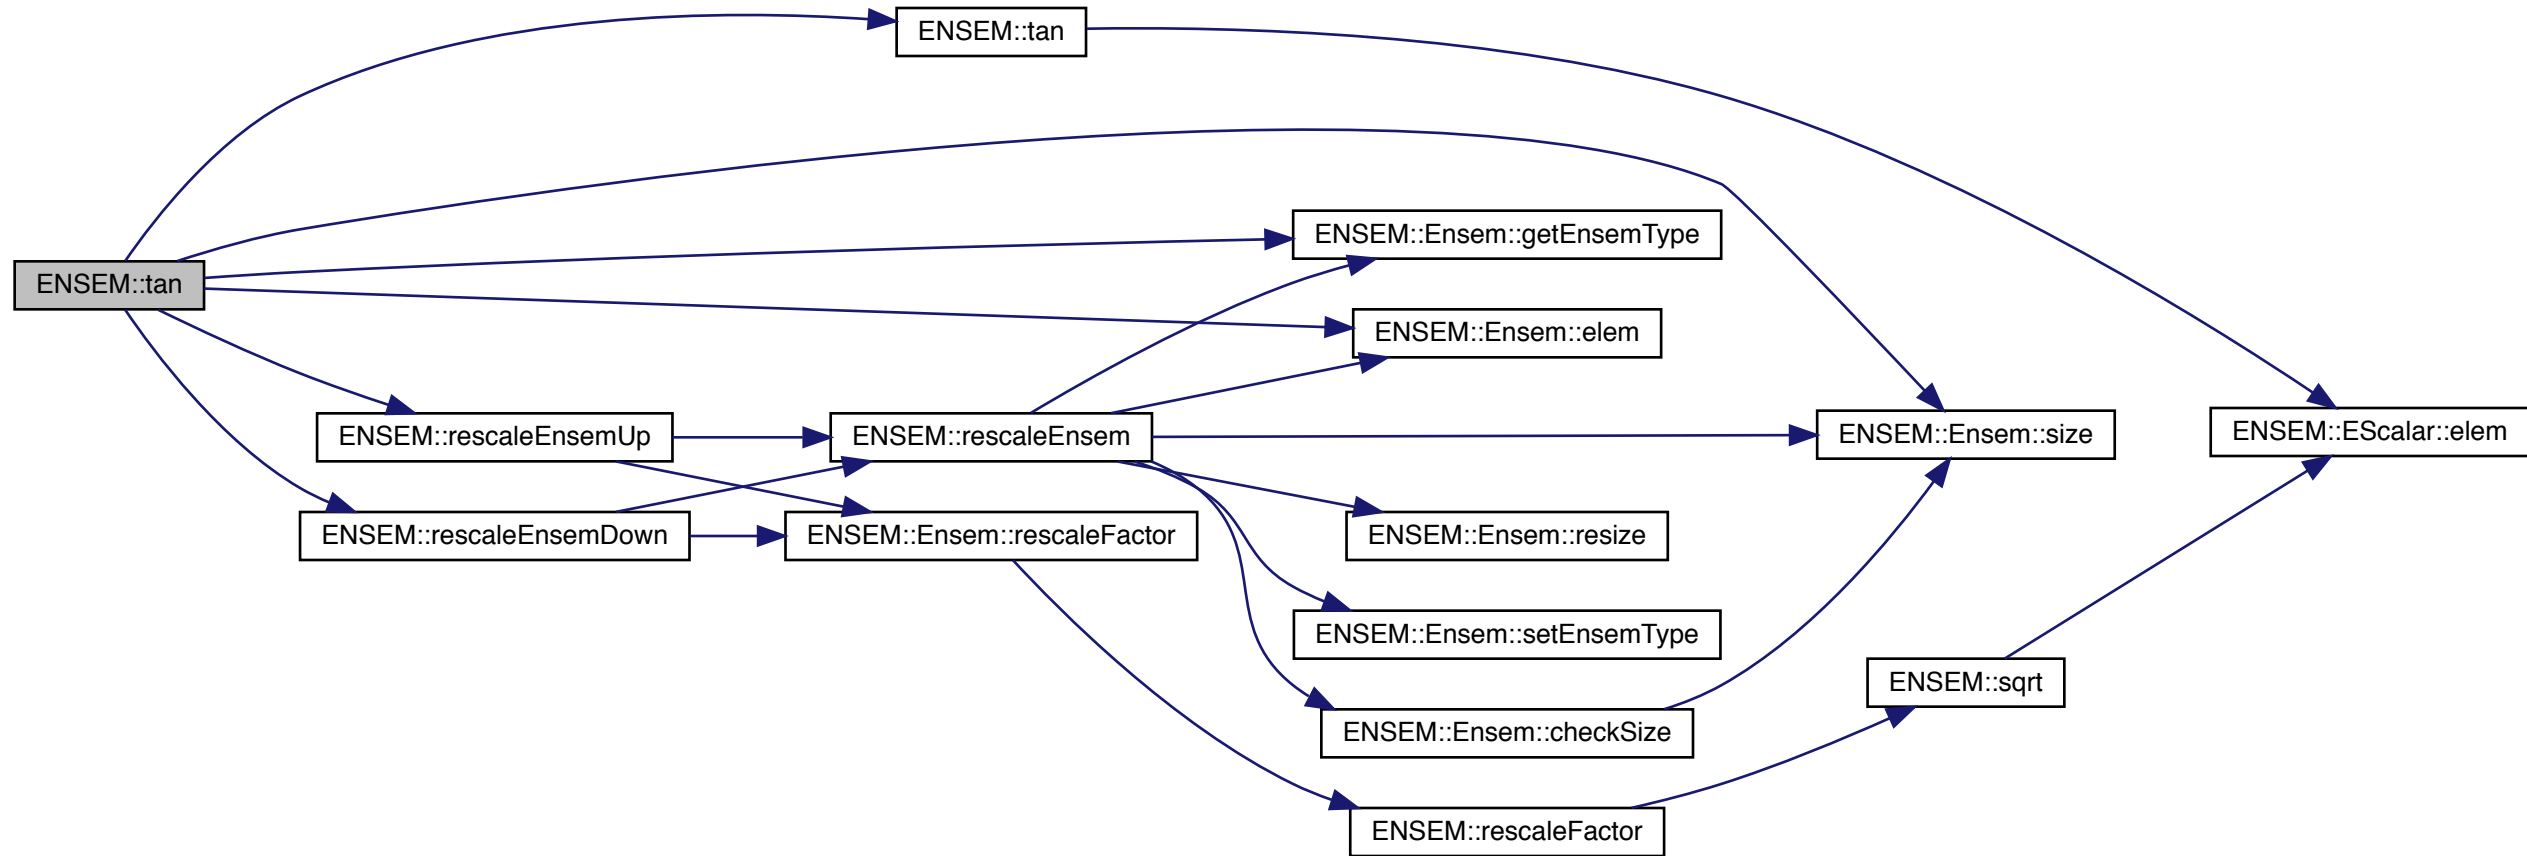 ENSEM::tan
ENSEM::tan
ENSEM::Ensem::getEnsemType
ENSEM::Ensem::elem
ENSEM::rescaleEnsemUp
ENSEM::rescaleEnsem
ENSEM::Ensem::size
ENSEM::EScalar::elem
ENSEM::rescaleEnsemDown
ENSEM::Ensem::rescaleFactor
ENSEM::Ensem::resize
ENSEM::Ensem::setEnsemType
ENSEM::sqrt
ENSEM::Ensem::checkSize
ENSEM::rescaleFactor